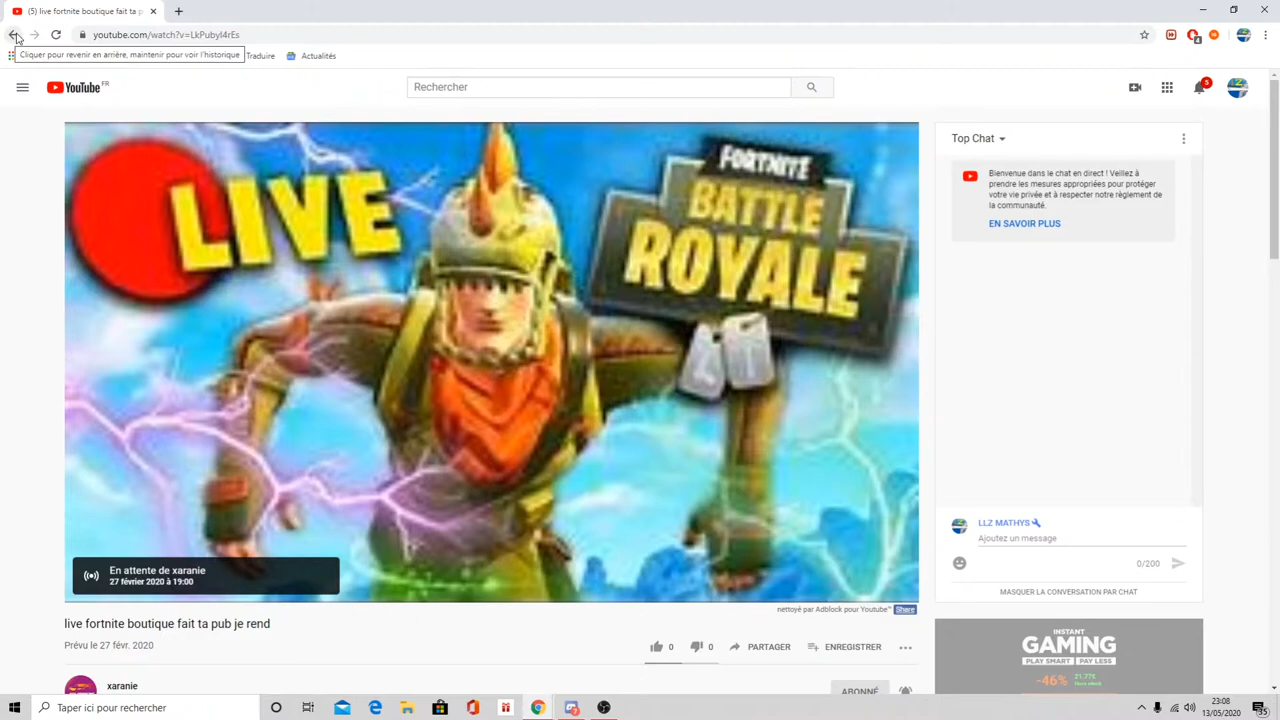 (5) live fortnite boutique fait ta p
youtube.com/watch?v=LkPubyI4rEs
Cliquer pour revenir en arrière, maintenir pour voir l'historique
Traduire
Actualités
YouTube FR
Rechercher
5
LIVE
FORTNITE
BATTLE
ROYALE
Top Chat
Bienvenue dans le chat en direct ! Veillez à
prendre les mesures appropriées pour protéger
votre vie privée et à respecter notre règlement de
la communauté.
EN SAVOIR PLUS
LLZ MATHYS
Ajoutez un message
0/200
MASQUER LA CONVERSATION PAR CHAT
En attente de xaranie
27 février 2020 à 19:00
nettoyé par Adblock pour Youtube™ Share
live fortnite boutique fait ta pub je rend
Prévu le 27 févr. 2020
0
0
PARTAGER
ENREGISTRER
xaranie
ABONNÉ
INSTANT
GAMING
PLAY SMART | PAY LESS
-46%
21.77€
Taper ici pour rechercher
23:08
13/05/2020